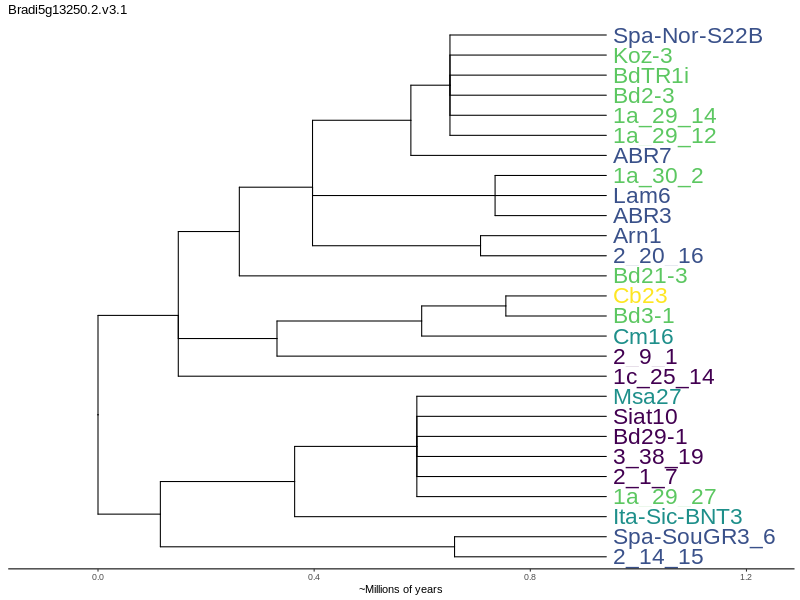 Bradi5g13250.2.v3.1
Spa-Nor-S22B
Koz-3
BdTR1i
Bd2-3
1a_29_14
1a_29_12
ABR7
1a_30_2
Lam6
ABR3
Arn1
2_20_16
Bd21-3
Cb23
Bd3-1
Cm16
2_9_1
1c_25_14
Msa27
Siat10
Bd29-1
3_38_19
2_1_7
1a_29_27
Ita-Sic-BNT3
Spa-SouGR3_6
2_14_15
0.0 0.4 0.8 1.2
~Millions of years